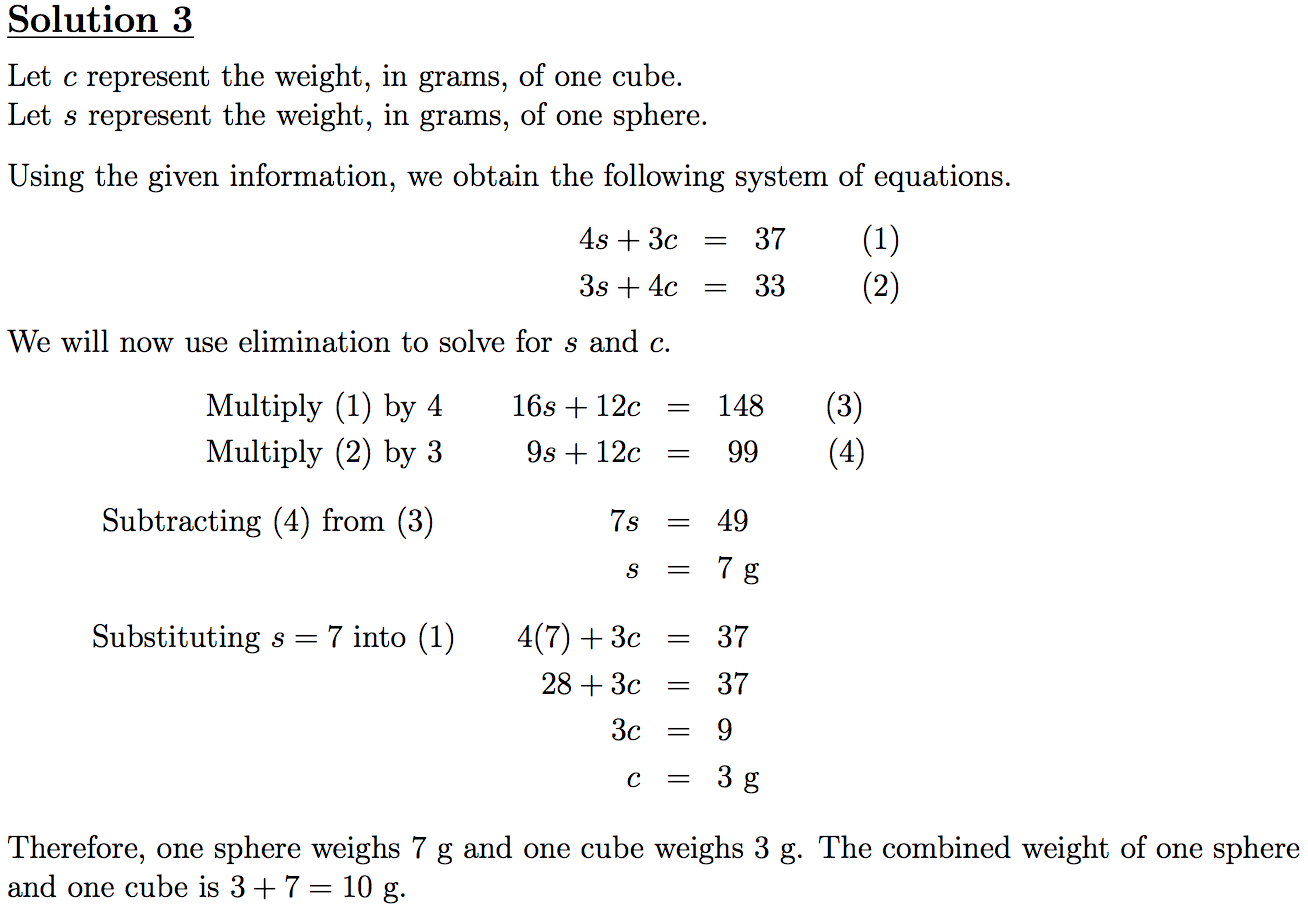 Solution 3
Let c represent the weight, in grams, of one cube.
Let s represent the weight, in grams, of one sphere.
Using the given information, we obtain the following system of equations.
4s + 3c = 37 (1)
3s + 4c = 33 (2)
We will now use elimination to solve for s and c.
Multiply (1) by 4 16s + 12c = 148 (3)
Multiply (2) by 3 9s + 12c = 99 (4)
Subtracting (4) from (3) 7s = 49
s = 7 g
Substituting s = 7 into (1) 4(7) + 3c = 37
28 + 3c = 37
3c = 9
c = 3 g
Therefore, one sphere weighs 7 g and one cube weighs 3 g. The combined weight of one sphere
and one cube is 3 + 7 = 10 g.